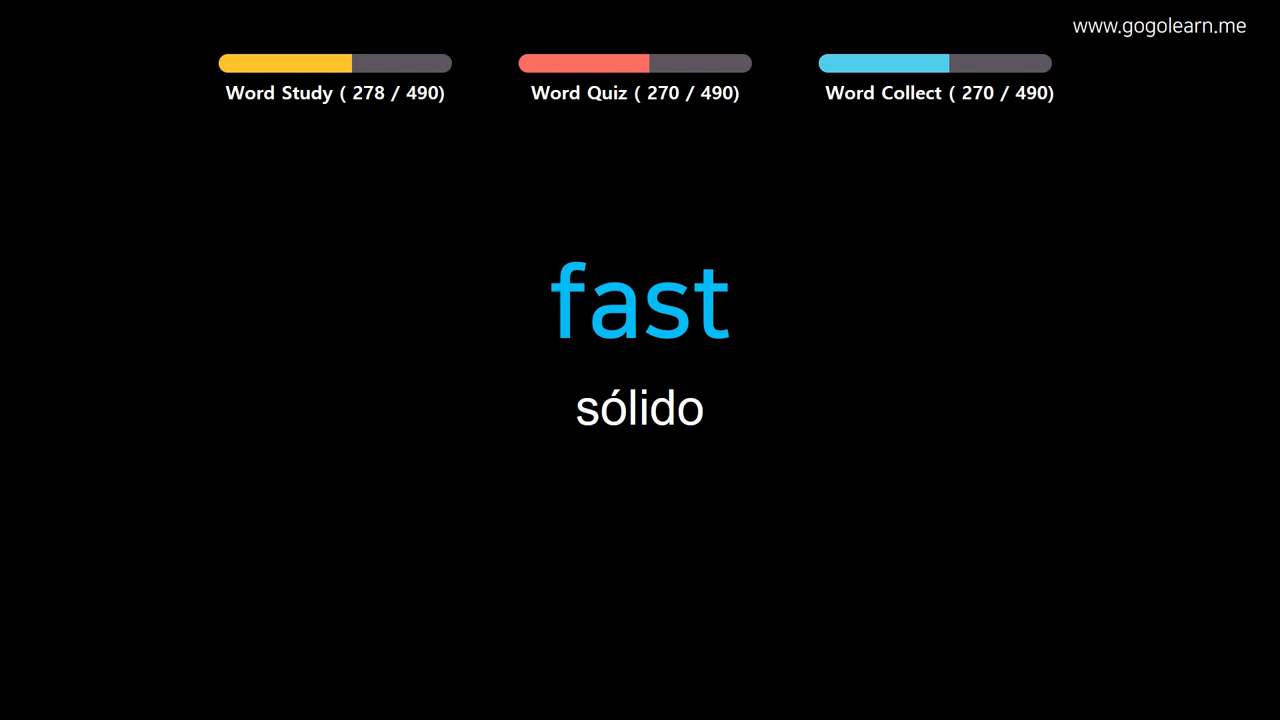 www.gogolearn.me
Word Study ( 278 / 490)
Word Quiz ( 270 / 490)
Word Collect ( 270 / 490)
fast
sólido